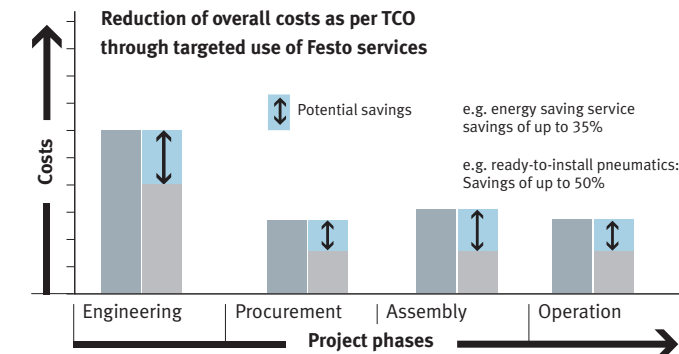 Reduction of overall costs as per TCO
through targeted use of Festo services
Potential savings
e.g. energy saving service
savings of up to 35%
e.g. ready-to-install pneumatics:
Savings of up to 50%
Costs
Engineering
Procurement
Assembly
Operation
Project phases